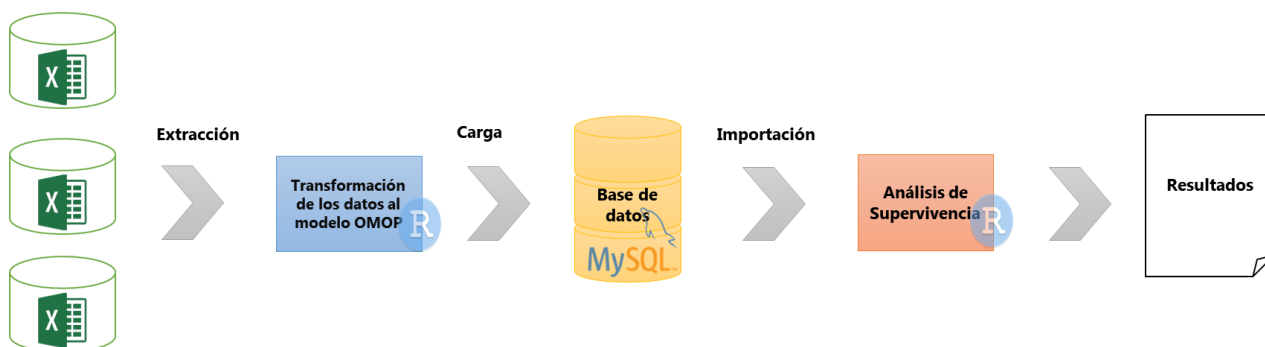 X
X
X
Extracción
Transformación
de los datos al
modelo OMOP
R
Carga
Base de
datos
MySQL
Importación
Análisis de
Supervivencia
R
Resultados